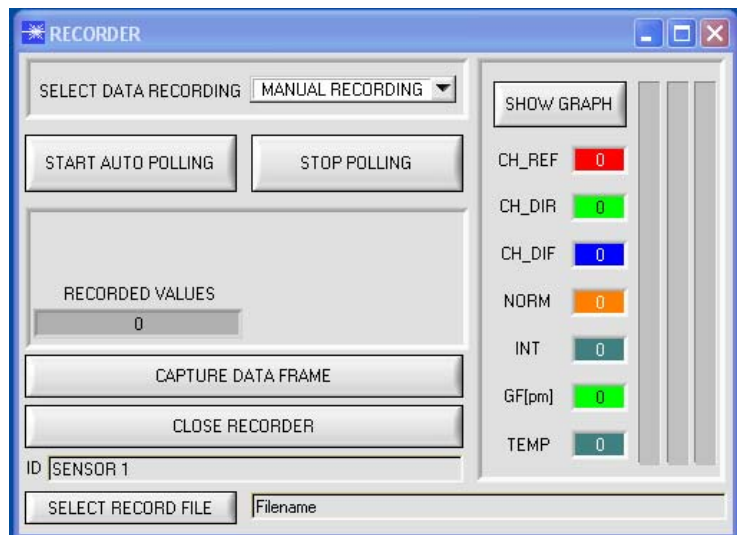 RECORDER
SELECT DATA RECORDING MANUAL RECORDING
START AUTO POLLING STOP POLLING
RECORDED VALUES
0
CAPTURE DATA FRAME
CLOSE RECORDER
ID SENSOR 1
SELECT RECORD FILE Filename
SHOW GRAPH
CH_REF 0
CH_DIR 0
CH_DIF 0
NORM 0
INT 0
GF[pm] 0
TEMP 0